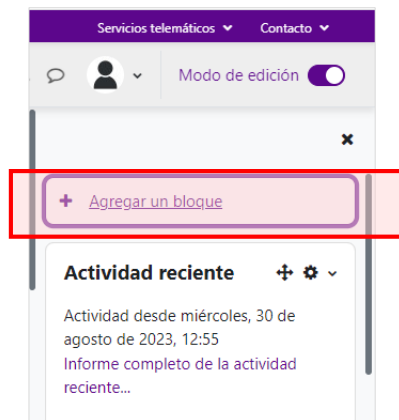 Servicios telemáticos Contacto
Modo de edición
Agregar un bloque
Actividad reciente
Actividad desde miércoles, 30 de
agosto de 2023, 12:55
Informe completo de la actividad
reciente...